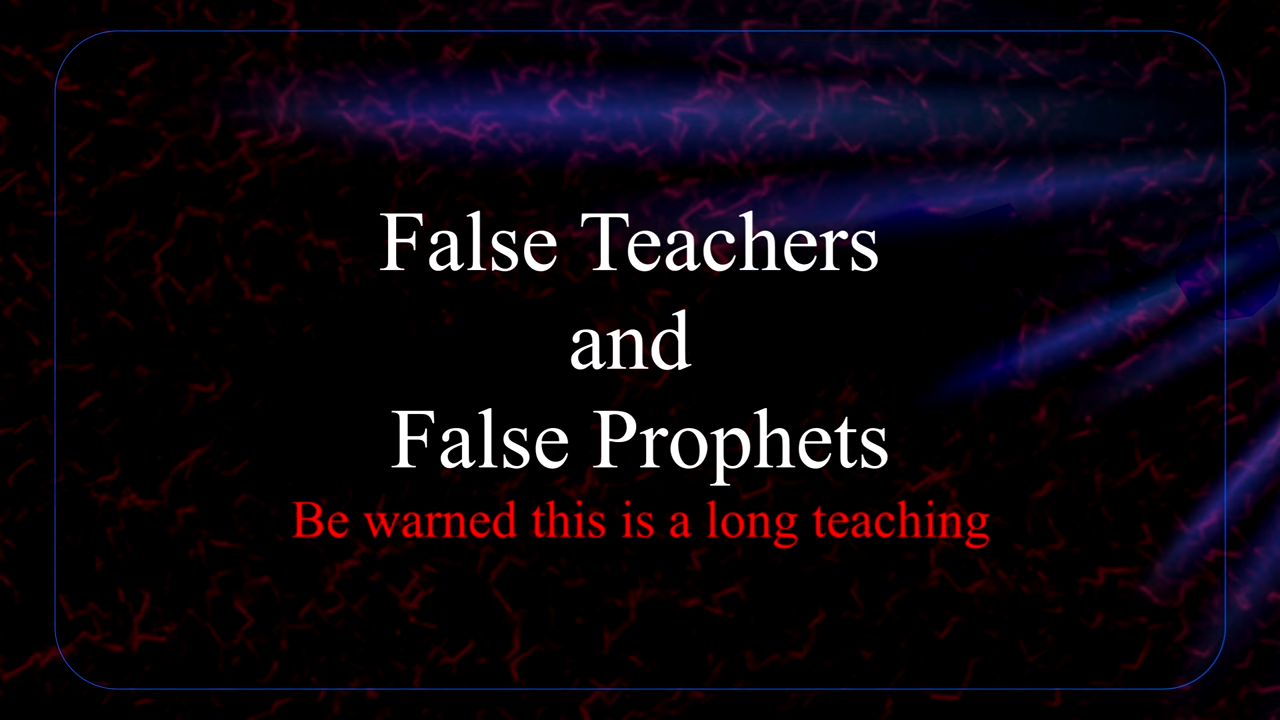 False Teachers
and
False Prophets
Be warned this is a long teaching